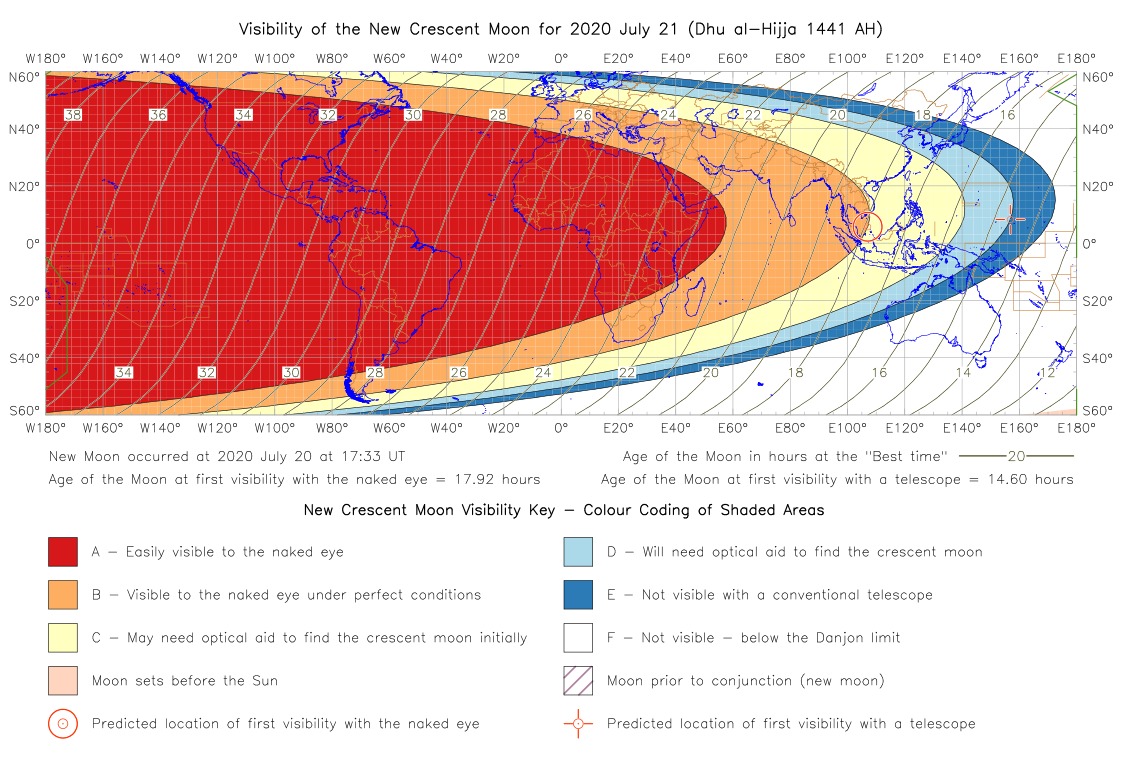 Visibility of the New Crescent Moon for 2020 July 21 (Dhu al-Hijja 1441 AH)
W180° W160° W140° W120° W100° W80° W60° W40° W20° 0° E20° E40° E60° E80° E100° E120° E140° E160° E180°
N60° N60°
38 36 34 32 30 28 26 24 22 20 18 16
N40° N40°
N20° N20°
0° 0°
S20° S20°
S40° S40°
34 32 30 28 26 24 22 20 18 16 14 12
S60° S60°
W180° W160° W140° W120° W100° W80° W60° W40° W20° 0° E20° E40° E60° E80° E100° E120° E140° E160° E180°
New Moon occurred at 2020 July 20 at 17:33 UT
Age of the Moon in hours at the "Best time" 20
Age of the Moon at first visibility with the naked eye = 17.92 hours
Age of the Moon at first visibility with a telescope = 14.60 hours
New Crescent Moon Visibility Key – Colour Coding of Shaded Areas
A – Easily visible to the naked eye
D – Will need optical aid to find the crescent moon
B – Visible to the naked eye under perfect conditions
E – Not visible with a conventional telescope
C – May need optical aid to find the crescent moon initially
F – Not visible – below the Danjon limit
Moon sets before the Sun
Moon prior to conjunction (new moon)
Predicted location of first visibility with the naked eye
Predicted location of first visibility with a telescope